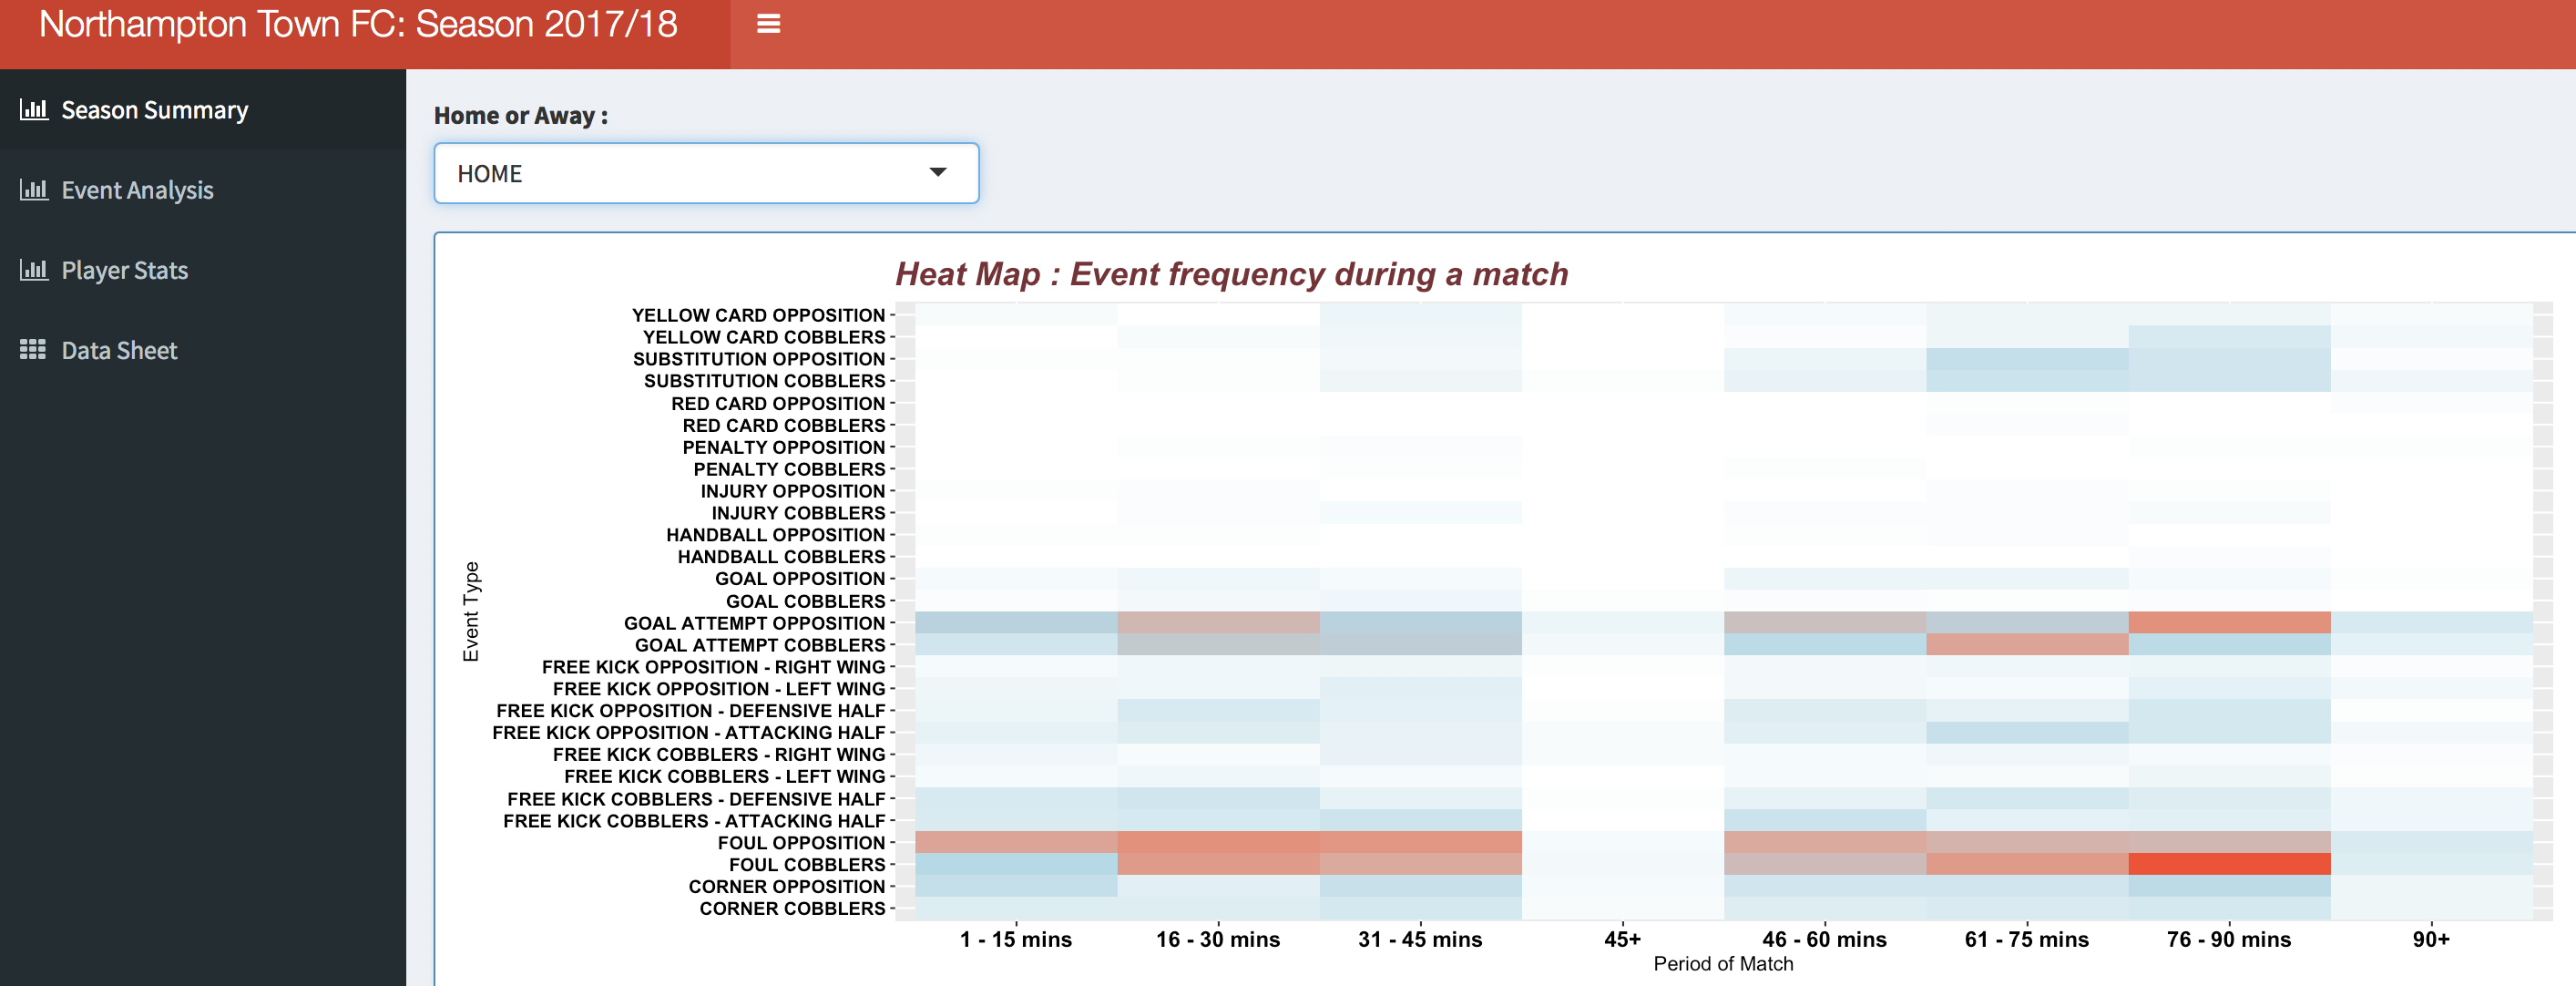 Northampton Town FC: Season 2017/18
Season Summary
Event Analysis
Player Stats
Data Sheet
Home or Away :
HOME
Heat Map : Event frequency during a match
Event Type
YELLOW CARD OPPOSITION
YELLOW CARD COBBLERS
SUBSTITUTION OPPOSITION
SUBSTITUTION COBBLERS
RED CARD OPPOSITION
RED CARD COBBLERS
PENALTY OPPOSITION
PENALTY COBBLERS
INJURY OPPOSITION
INJURY COBBLERS
HANDBALL OPPOSITION
HANDBALL COBBLERS
GOAL OPPOSITION
GOAL COBBLERS
GOAL ATTEMPT OPPOSITION
GOAL ATTEMPT COBBLERS
FREE KICK OPPOSITION - RIGHT WING
FREE KICK OPPOSITION - LEFT WING
FREE KICK OPPOSITION - DEFENSIVE HALF
FREE KICK OPPOSITION - ATTACKING HALF
FREE KICK COBBLERS - RIGHT WING
FREE KICK COBBLERS - LEFT WING
FREE KICK COBBLERS - DEFENSIVE HALF
FREE KICK COBBLERS - ATTACKING HALF
FOUL OPPOSITION
FOUL COBBLERS
CORNER OPPOSITION
CORNER COBBLERS
1 - 15 mins 16 - 30 mins 31 - 45 mins 45+ 46 - 60 mins 61 - 75 mins 76 - 90 mins 90+
Period of Match